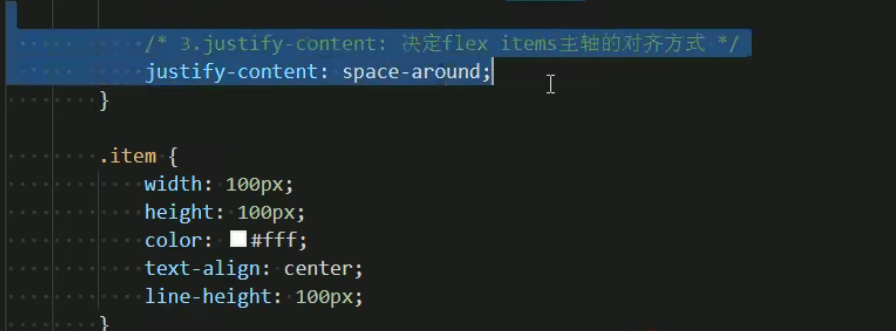 /* 3.justify-content: 决定flex items主轴的对齐方式 */
justify-content: space-around;
}
.item {
width: 100px;
height: 100px;
color: #fff;
text-align: center;
line-height: 100px;
}